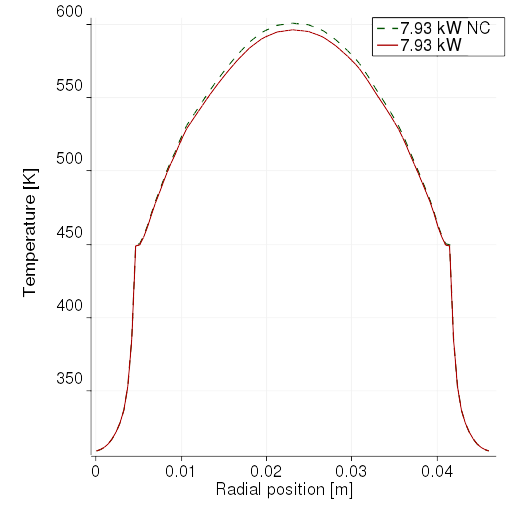 600
550
500
450
400
350
Temperature [K]
7.93 kW NC
7.93 kW
0
0.01
0.02
0.03
0.04
Radial position [m]